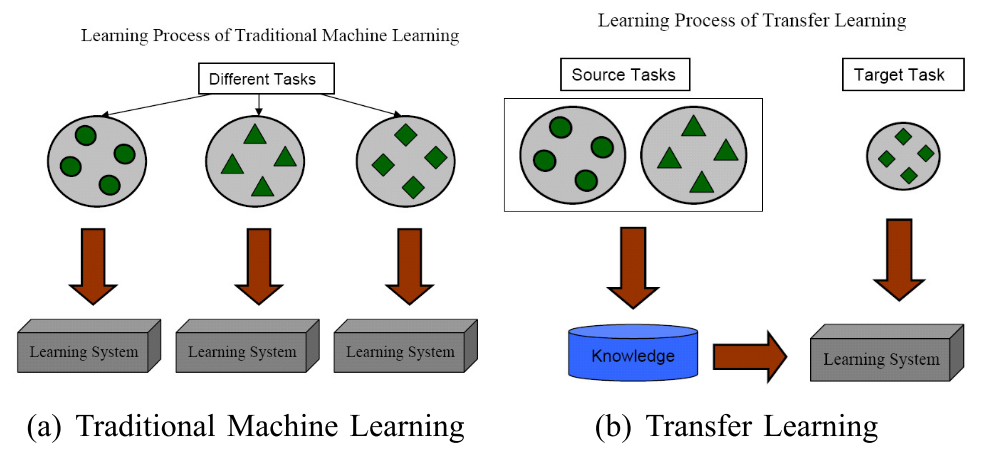 Learning Process of Traditional Machine Learning
Different Tasks
Learning System
Learning System
Learning System
(a) Traditional Machine Learning
Learning Process of Transfer Learning
Source Tasks
Target Task
Knowledge
Learning System
(b) Transfer Learning